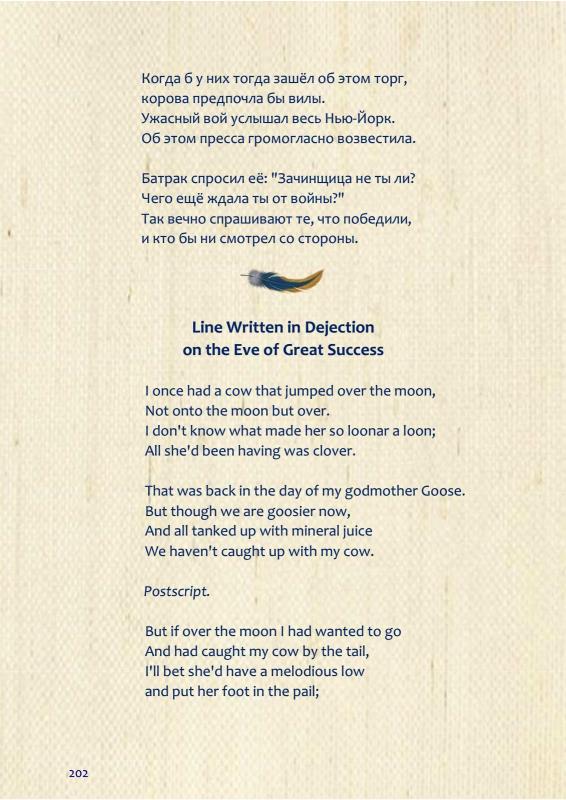 Когда б у них тогда зашёл об этом торг,
корова предпочла бы вилы.
Ужасный вой услышал весь Нью-Йорк.
Об этом пресса громогласно возвестила.
Батрак спросил её: "Зачинщица не ты ли?
Чего ещё ждала ты от войны?"
Так вечно спрашивают те, что победили,
и кто бы ни смотрел со стороны.
Line Written in Dejection
on the Eve of Great Success
I once had a cow that jumped over the moon,
Not onto the moon but over.
I don't know what made her so loonar a loon;
All she'd been having was clover.
That was back in the day of my godmother Goose.
But though we are goosier now,
And all tanked up with mineral juice
We haven't caught up with my cow.
Postscript.
But if over the moon I had wanted to go
And had caught my cow by the tail,
I'll bet she'd have a melodious low
and put her foot in the pail;
202